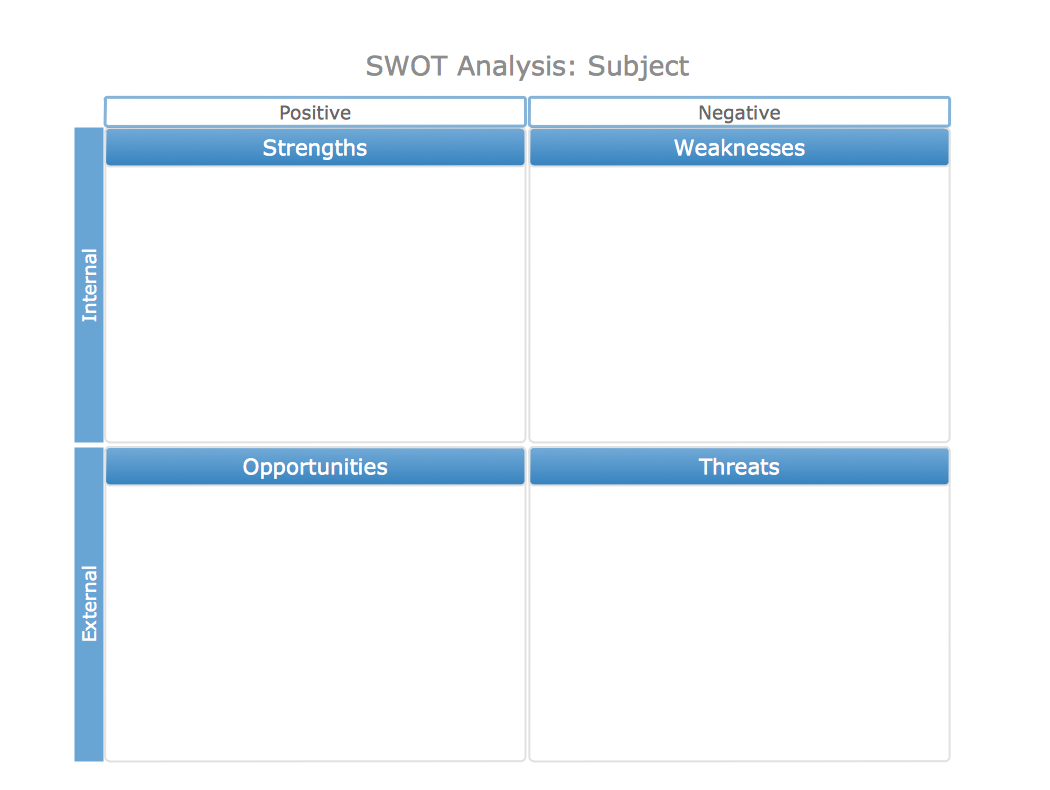 SWOT Analysis: Subject
Positive
Negative
Strengths
Weaknesses
Internal
Opportunities
Threats
External